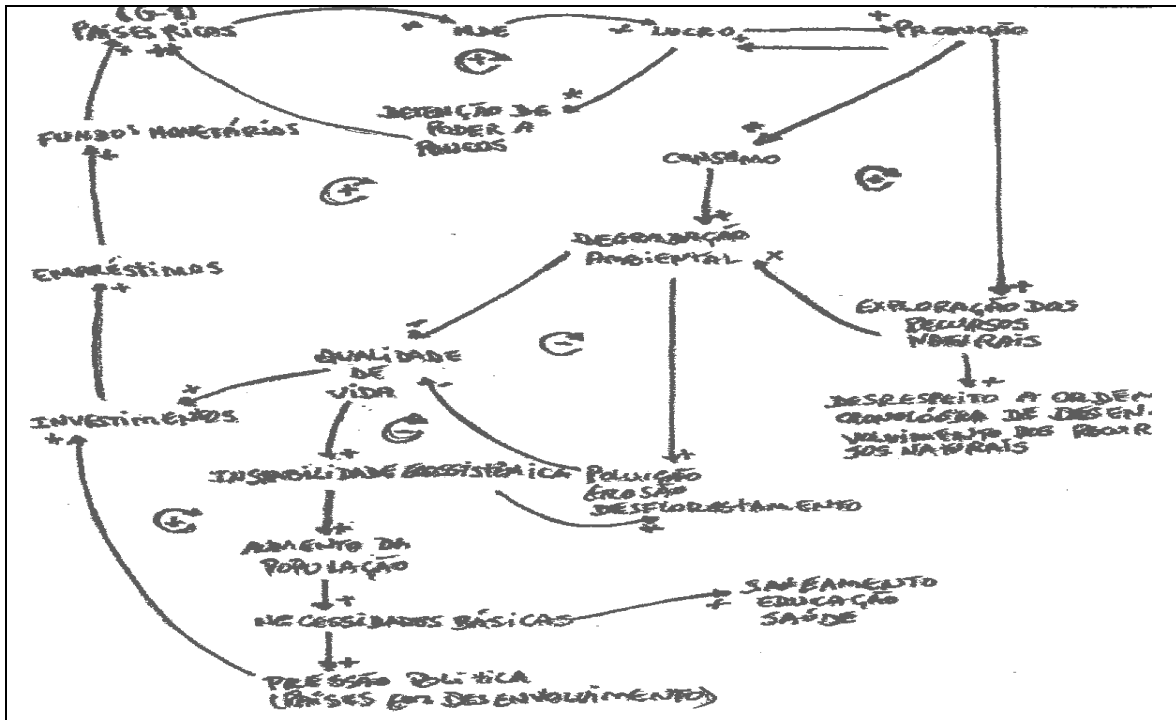 (G-8)
PAÍSES RICOS
MDE
LUCRO
PRODUÇÃO
DETENÇÃO DE
PODER A
POUCOS
FUNDOS MONETÁRIOS
CONSUMO
DEGRADAÇÃO
AMBIENTAL
EMPRÉSTIMOS
EXPLORAÇÃO DOS
RECURSOS
NATURAIS
QUALIDADE
DE
VIDA
INVESTIMENTOS
DESRESPEITO A ORDEM
CRONOLÓGICA DE DESEN-
VOLVIMENTO DOS RECUR
SOS NATURAIS
INSTABILIDADE ECOSSISTÊMICA
POLUIÇÃO
EROSÃO
DESFLORESTAMENTO
AUMENTO DA
POPULAÇÃO
NECESSIDADES BÁSICAS
SANEAMENTO
EDUCAÇÃO
SAÚDE
PRESSÃO POLÍTICA
(PAÍSES EM DESENVOLVIMENTO)